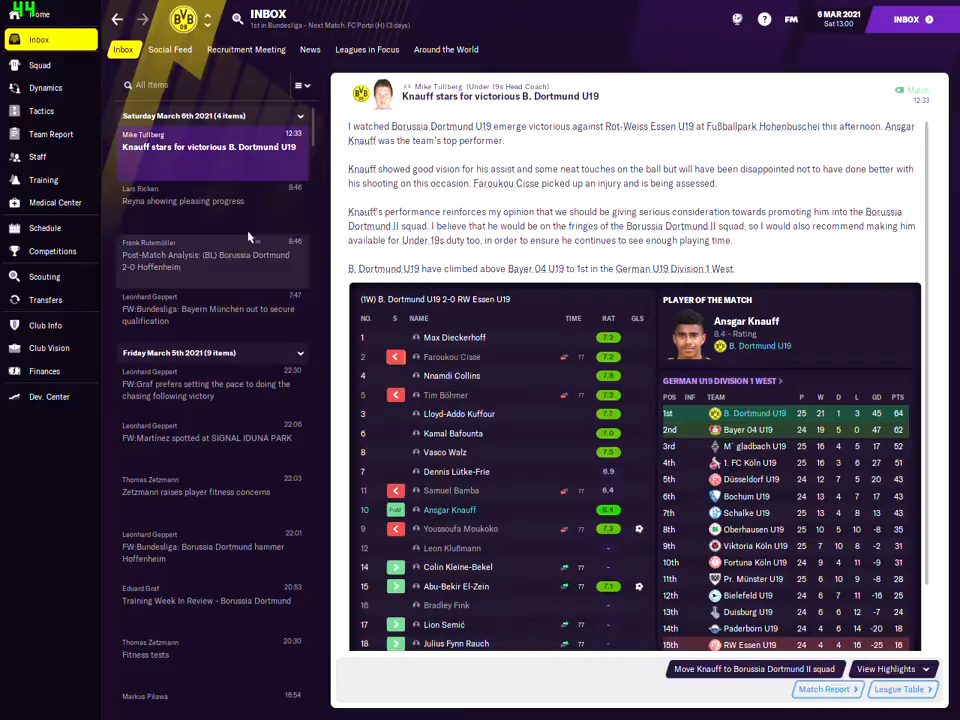 44
Home
INBOX
1st in Bundesliga - Next Match: FC Porto (H) (3 days)
FM
6 MAR 2021
Sat 13:00
INBOX
Inbox
Squad
Dynamics
Tactics
Team Report
Staff
Training
Medical Center
Schedule
Competitions
Scouting
Transfers
Club Info
Club Vision
Finances
Dev. Center
Inbox Social Feed Recruitment Meeting News Leagues in Focus Around the World
All Items
Saturday March 6th 2021 (4 items)
Mike Tullberg 12:33
Knauff stars for victorious B. Dortmund U19
Lars Ricken 8:46
Reyna showing pleasing progress
Frank Rutemöller 8:46
Post-Match Analysis: (BL) Borussia Dortmund
2-0 Hoffenheim
Leonhard Geppert 7:47
FW:Bundesliga: Bayern München out to secure
qualification
Friday March 5th 2021 (9 items)
Leonhard Geppert 22:30
FW:Graf prefers setting the pace to doing the
chasing following victory
Leonhard Geppert 22:06
FW:Martínez spotted at SIGNAL IDUNA PARK
Thomas Zetzmann 22:03
Zetzmann raises player fitness concerns
Leonhard Geppert 22:01
FW:Bundesliga: Borussia Dortmund hammer
Hoffenheim
Eduard Graf 20:53
Training Week In Review - Borussia Dortmund
Thomas Zetzmann 20:30
Fitness tests
Markus Pilawa 16:54
Mike Tullberg (Under 19s Head Coach)
Knauff stars for victorious B. Dortmund U19
Match
12:33
I watched Borussia Dortmund U19 emerge victorious against Rot-Weiss Essen U19 at Fußballpark Hohenbuschei this afternoon. Ansgar
Knauff was the team's top performer.
Knauff showed good vision for his assist and some neat touches on the ball but will have been disappointed not to have done better with
his shooting on this occasion. Faroukou Cisse picked up an injury and is being assessed.
Knauff's performance reinforces my opinion that we should be giving serious consideration towards promoting him into the Borussia
Dortmund II squad. I believe that he would be on the fringes of the Borussia Dortmund II squad, so I would also recommend making him
available for Under 19s duty too, in order to ensure he continues to see enough playing time.
B. Dortmund U19 have climbed above Bayer 04 U19 to 1st in the German U19 Division 1 West.
(1W) B. Dortmund U19 2-0 RW Essen U19
NO. S NAME TIME RAT GLS
1 Max Dieckerhoff 7.2
2 Faroukou Cisse 77 7.2
4 Nnamdi Collins 7.8
5 Tim Böhmer 77 7.3
3 Lloyd-Addo Kuffour 7.7
6 Kamal Bafounta 7.0
8 Vasco Walz 7.5
7 Dennis Lütke-Frie 6.9
11 Samuel Bamba 77 6.4
10 PoM Ansgar Knauff 8.4
9 Youssoufa Moukoko 77 7.2
12 Leon Klußmann -
14 Colin Kleine-Bekel 77 -
15 Abu-Bekir El-Zein 77 7.1
16 Bradley Fink -
17 Lion Semić 77 -
18 Julius Fynn Rauch 77 -
PLAYER OF THE MATCH
Ansgar Knauff
8.4 - Rating
B. Dortmund U19
GERMAN U19 DIVISION 1 WEST >
POS INF TEAM P W D L GD PTS
1st B. Dortmund U19 25 21 1 3 45 64
2nd Bayer 04 U19 24 19 5 0 47 62
3rd M´gladbach U19 25 16 4 5 17 52
4th 1. FC Köln U19 25 16 3 6 27 51
5th Düsseldorf U19 24 12 7 5 20 43
6th Bochum U19 24 13 4 7 17 43
7th Schalke U19 25 13 4 8 13 43
8th Oberhausen U19 25 10 5 10 -8 35
9th Viktoria Köln U19 25 7 10 8 -2 31
10th Fortuna Köln U19 24 9 4 11 -9 31
11th Pr. Münster U19 25 6 10 9 -8 28
12th Bielefeld U19 24 6 7 11 -16 25
13th Duisburg U19 24 6 6 12 -7 24
14th Paderborn U19 24 4 6 14 -20 18
15th RW Essen U19 24 4 4 16 -25 16
Move Knauff to Borussia Dortmund II squad View Highlights
Match Report > League Table >